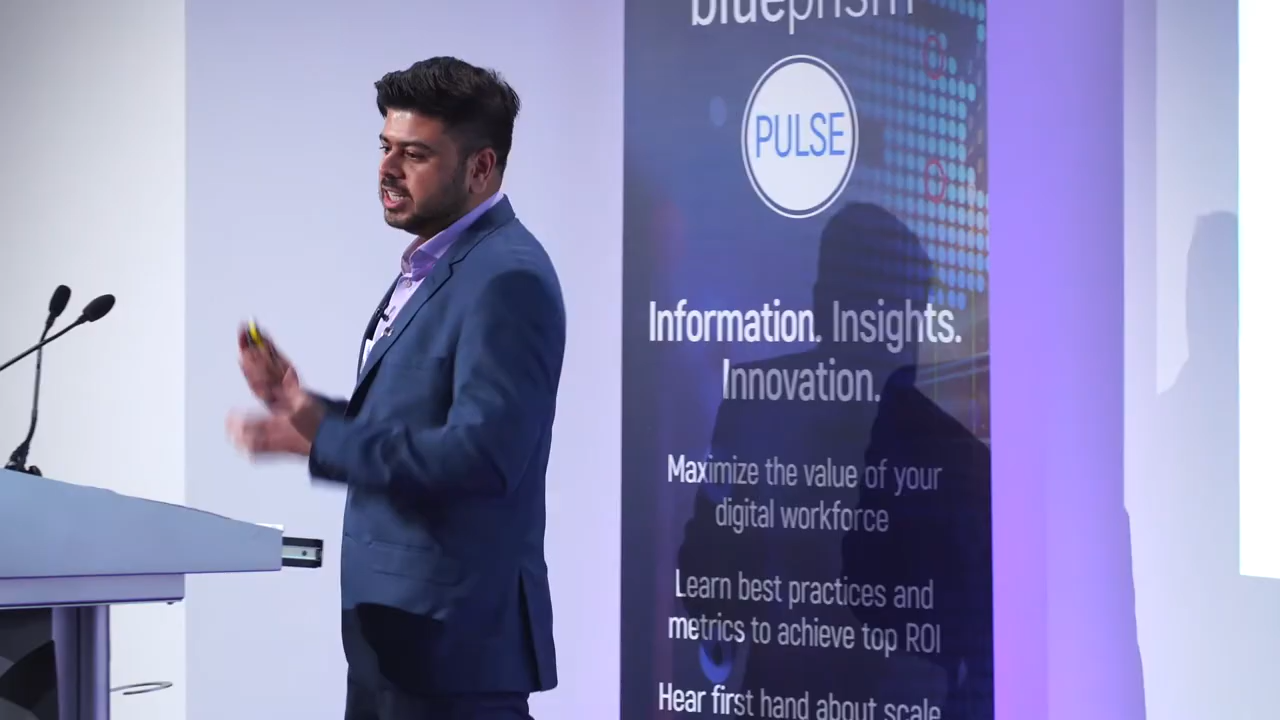 blueprism
PULSE
Information. Insights.
Innovation.
Maximize the value of your
digital workforce
Learn best practices and
metrics to achieve top ROI
Hear first hand about scale